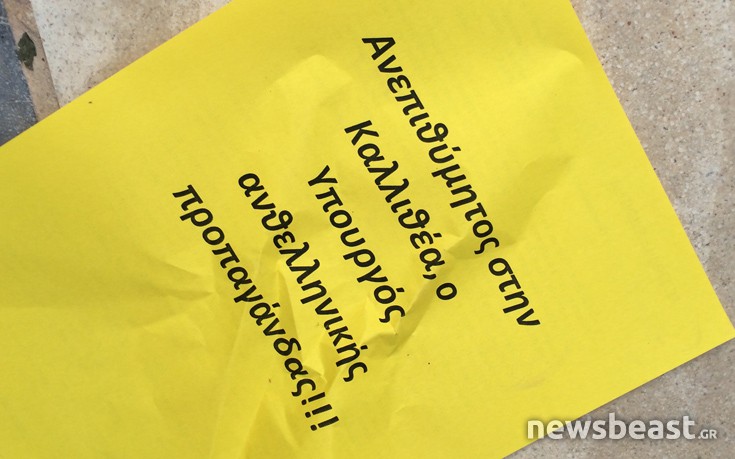 Ανεπιθύμητος στην
Καλλιθέα, ο
Υπουργός
ανθελληνικής
προπαγάνδας!!!
newsbeast.GR